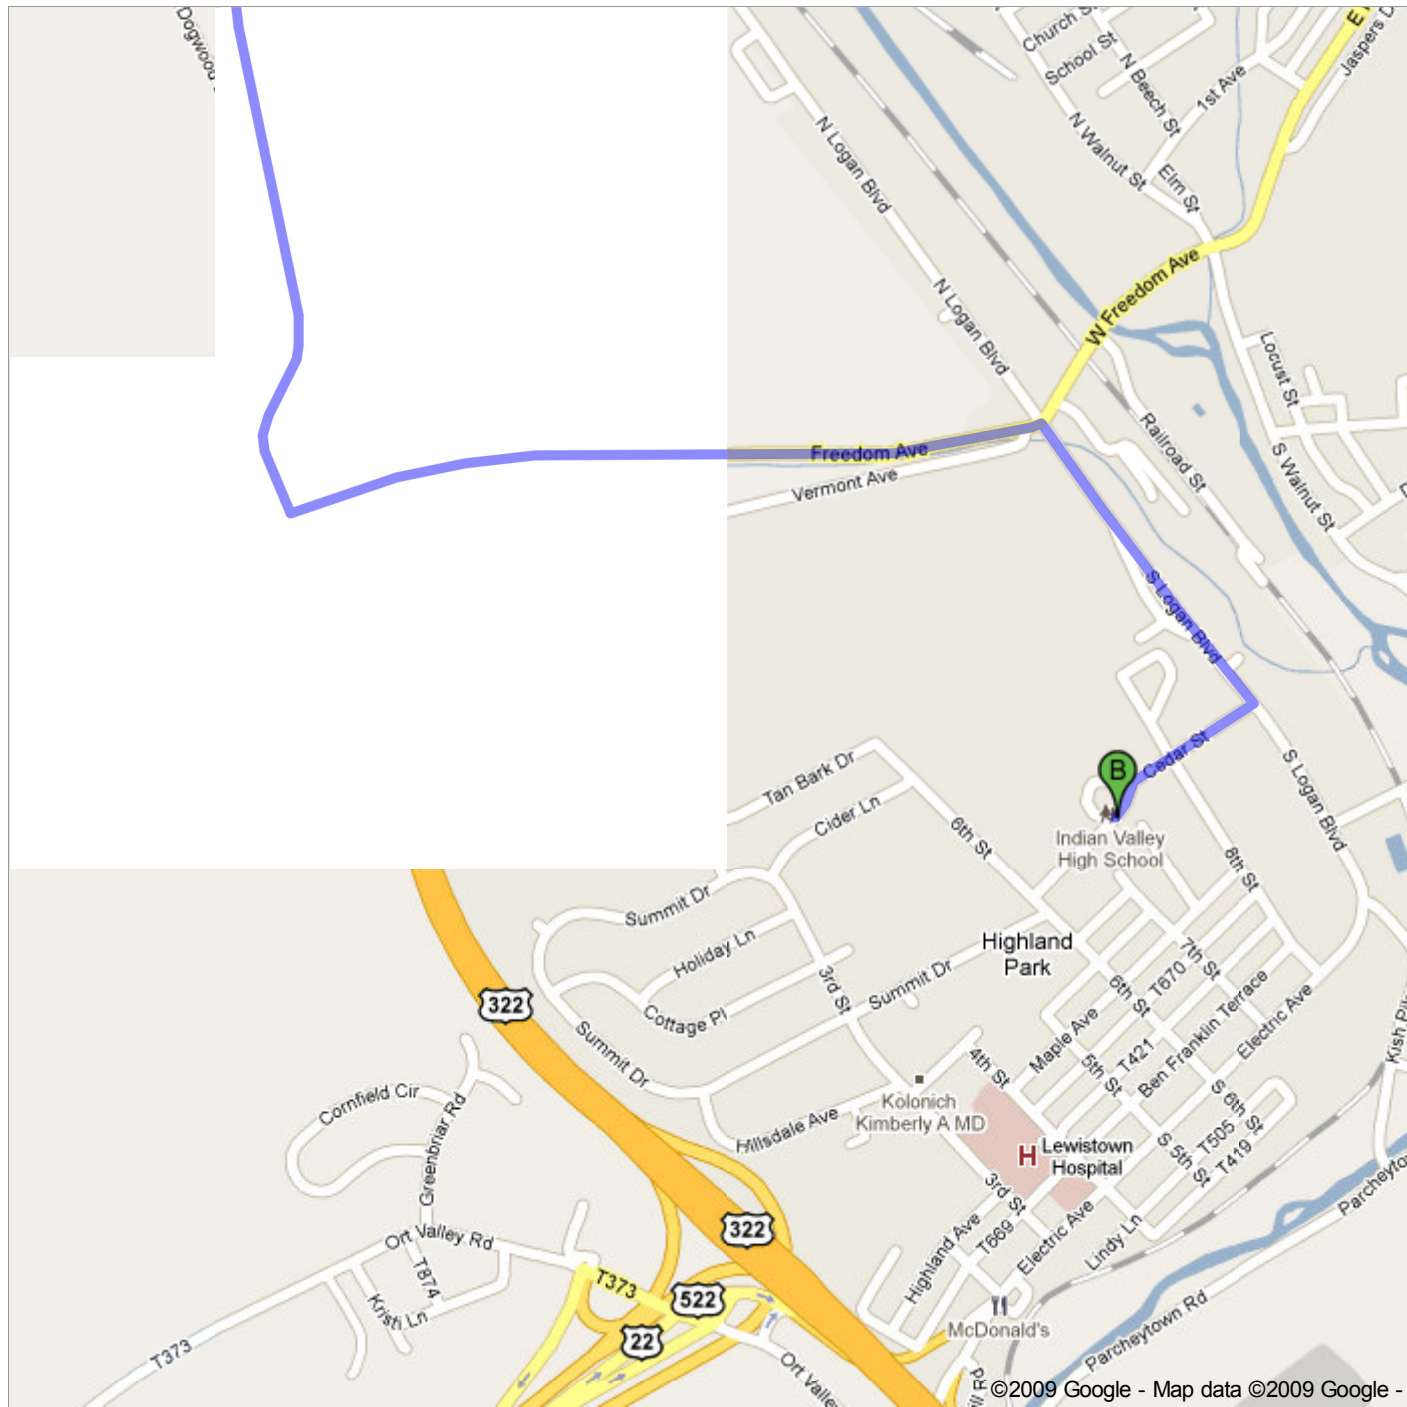 Dogwood
Church S
School St
N Beech St
1st Ave
Jaspers D
N Walnut St
Elm St
N Logan Blvd
N Logan Blvd
W Freedom Ave
Locust St
Railroad St
S Walnut St
Freedom Ave
Vermont Ave
S Logan Blvd
Cedar St
B
Indian Valley
High School
S Logan Blvd
Tan Bark Dr
Cider Ln
6th St
8th St
Summit Dr
Holiday Ln
Cottage Pl
3rd St
Summit Dr
Highland
Park
7th St
T670
6th St
Maple Ave
Ben Franklin Terrace
Electric Ave
T421
5th St
4th St
S 6th St
322
Summit Dr
Cornfield Cir
Greenbriar Rd
Kolonich
Kimberly A MD
Hillsdale Ave
H
Lewistown
Hospital
S 5th St
T505
T419
3rd St
Highland Ave
T669
Electric Ave
Lindy Ln
322
Ort Valley Rd
T874
Kristi Ln
T373
522
22
T373
McDonald's
Ort Valley
Parcheytown Rd
Parcheyto
Kish Pik
ill Rd
©2009 Google - Map data ©2009 Google -